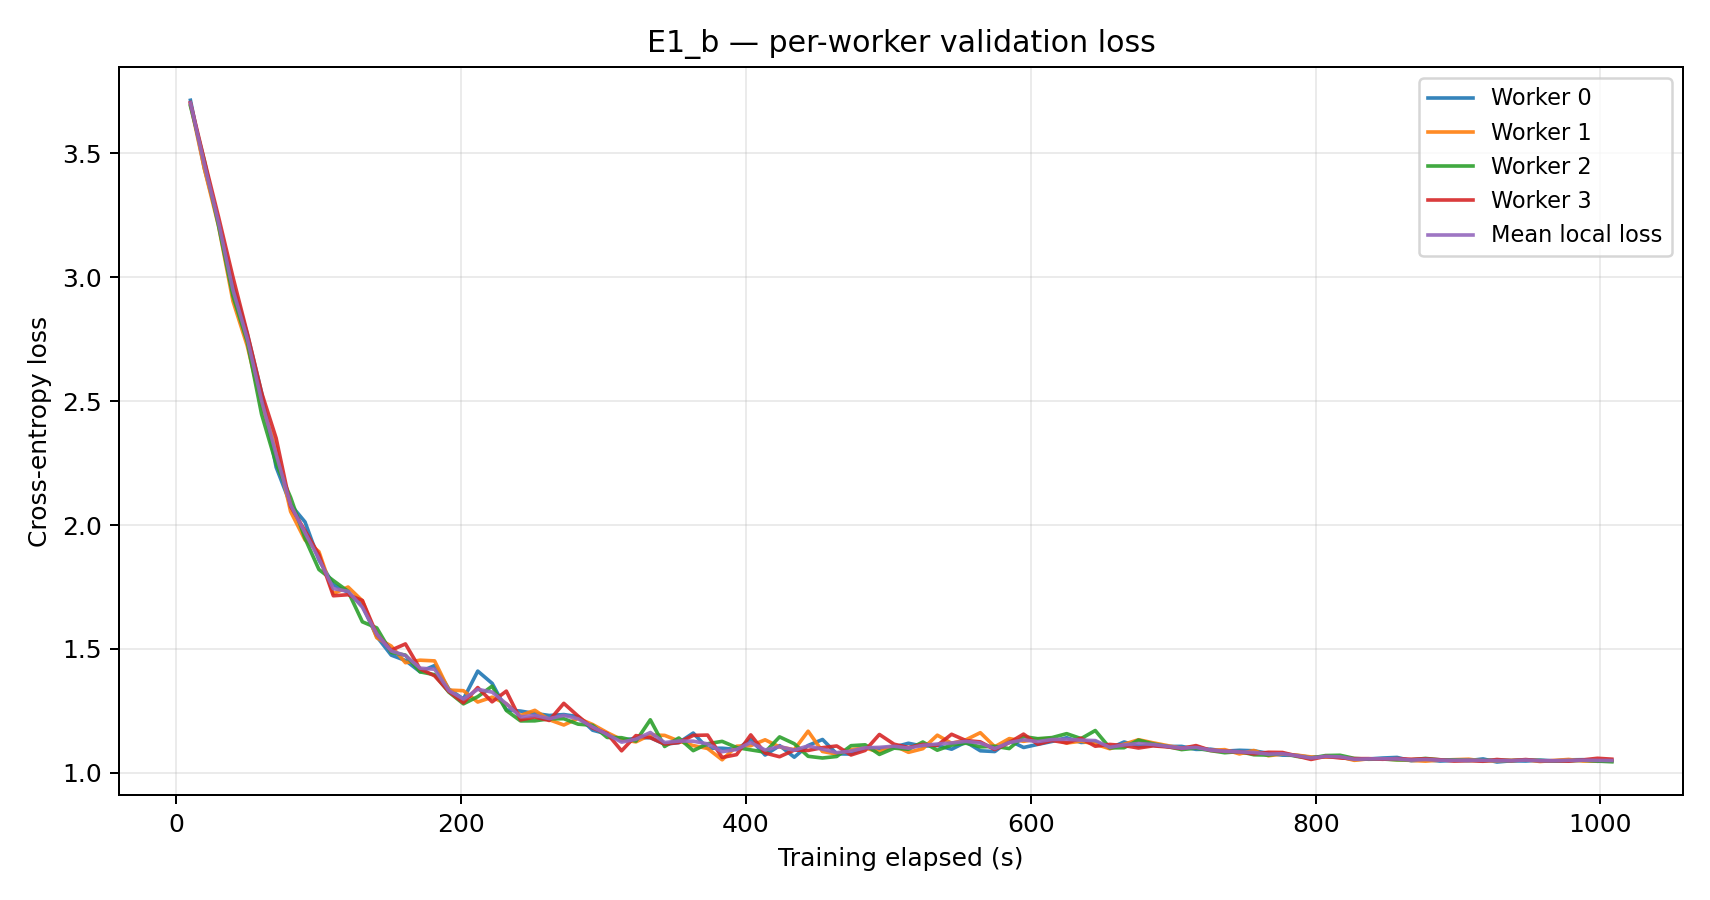 E1_b — per-worker validation loss
Worker 0
Worker 1
Worker 2
Worker 3
Mean local loss
Cross-entropy loss
3.5
3.0
2.5
2.0
1.5
1.0
0
200
400
600
800
1000
Training elapsed (s)